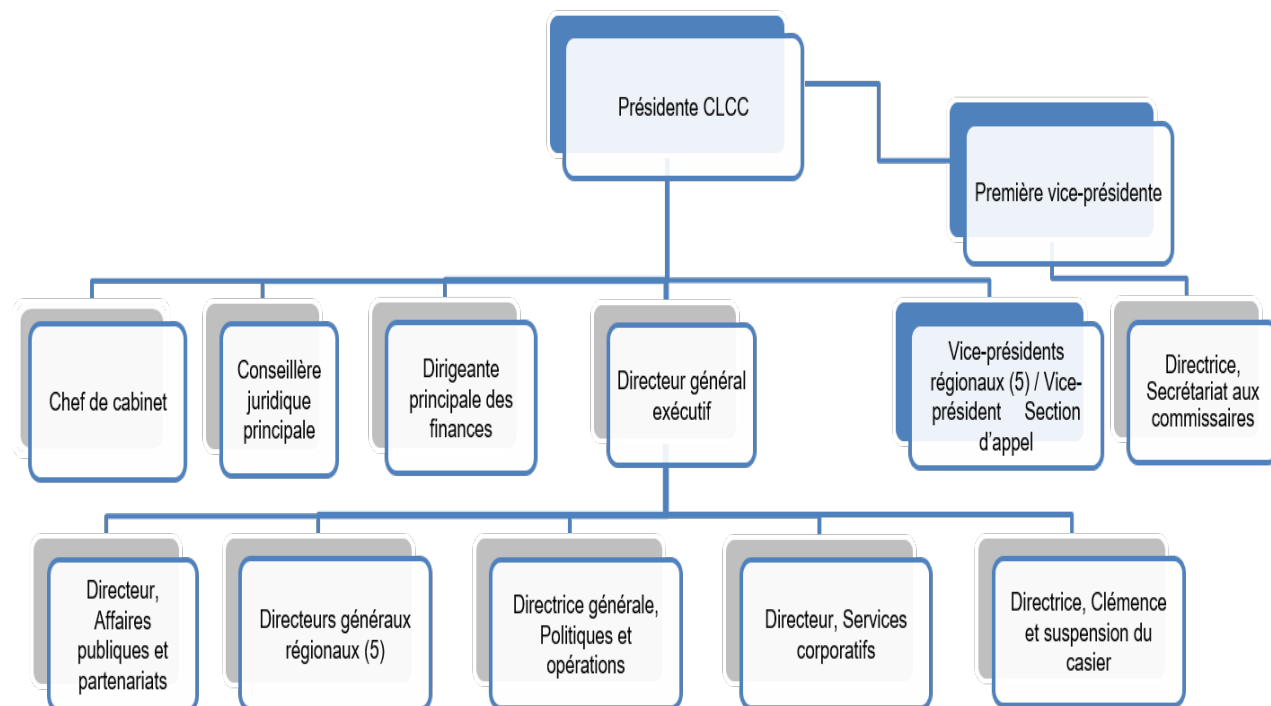 Présidente CLCC
Première vice-présidente
Chef de cabinet
Conseillère
juridique
principale
Dirigeante
principale des
finances
Directeur général
exécutif
Vice-présidents
régionaux (5) / Vice-
président Section
d’appel
Directrice,
Secrétariat aux
commissaires
Directeur,
Affaires
publiques et
partenariats
Directeurs généraux
régionaux (5)
Directrice générale,
Politiques et
opérations
Directeur, Services
corporatifs
Directrice, Clémence
et suspension du
casier